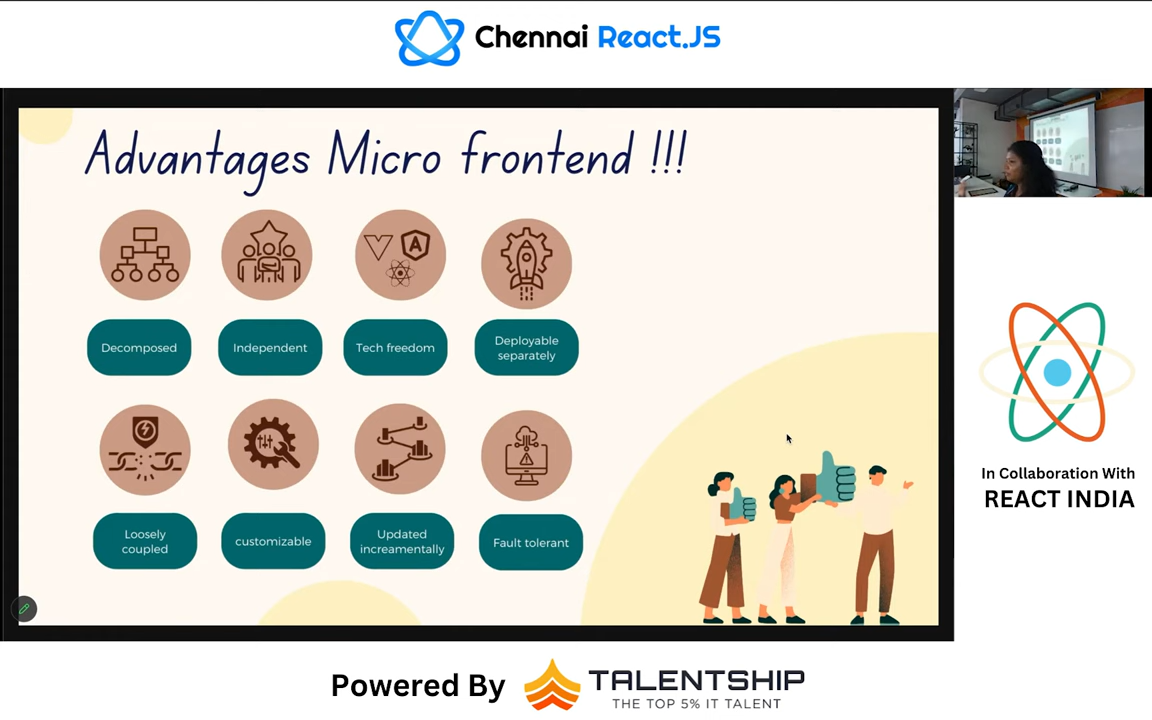 Chennai React.JS
Advantages Micro frontend !!!
A
Decomposed
Independent
Tech freedom
Deployable
separately
Loosely
coupled
customizable
Updated
increamentally
Fault tolerant
In Collaboration With
REACT INDIA
Powered By
TALENTSHIP
THE TOP 5% IT TALENT